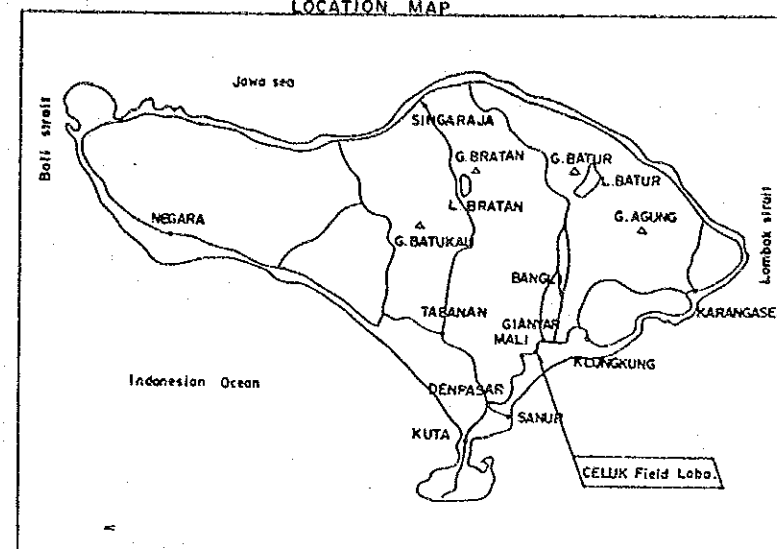 LOCATION MAP
Jawa sea
Bali strait
SINGARAJA
G. BRATAN
G. BATUR
L. BATUR
L. BRATAN
NEGARA
G. AGUNG
Lombok strait
G. BATUKAU
BANGLI
KARANGASE
TABANAN
GIANYAR
MALI
KLUNGKUNG
Indonesian Ocean
DENPASAR
SANUR
KUTA
CELUK Field Labo.